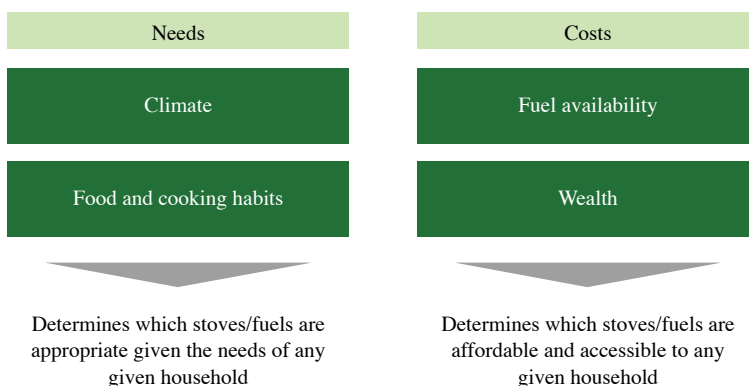 Needs
Climate
Food and cooking habits
Determines which stoves/fuels are
appropriate given the needs of any
given household
Costs
Fuel availability
Wealth
Determines which stoves/fuels are
affordable and accessible to any
given household